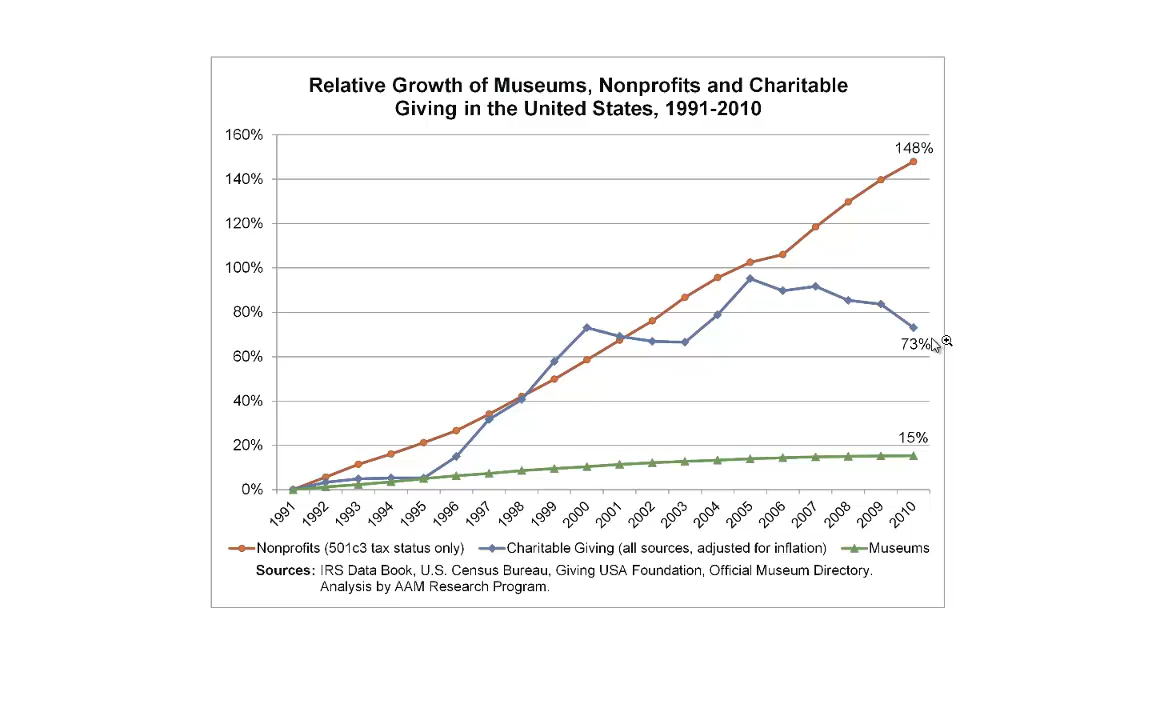 Relative Growth of Museums, Nonprofits and Charitable
Giving in the United States, 1991-2010
160%
148%
140%
120%
100%
80%
73%
60%
40%
20%
15%
0%
1991 1992 1993 1994 1995 1996 1997 1998 1999 2000 2001 2002 2003 2004 2005 2006 2007 2008 2009 2010
Nonprofits (501c3 tax status only) Charitable Giving (all sources, adjusted for inflation) Museums
Sources: IRS Data Book, U.S. Census Bureau, Giving USA Foundation, Official Museum Directory.
Analysis by AAM Research Program.